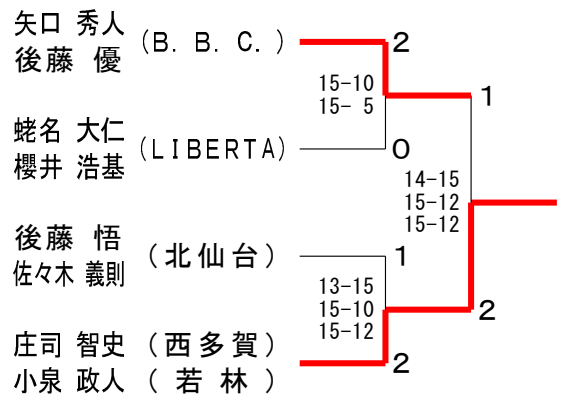 矢口 秀人
後藤 優
(B. B. C. )
2
15-10
15- 5
1
蛯名 大仁
櫻井 浩基
(LIBERTA)
0
14-15
15-12
15-12
後藤 悟
佐々木 義則
(北仙台)
1
13-15
15-10
15-12
2
庄司 智史
(西多賀)
小泉 政人
(若林)
2